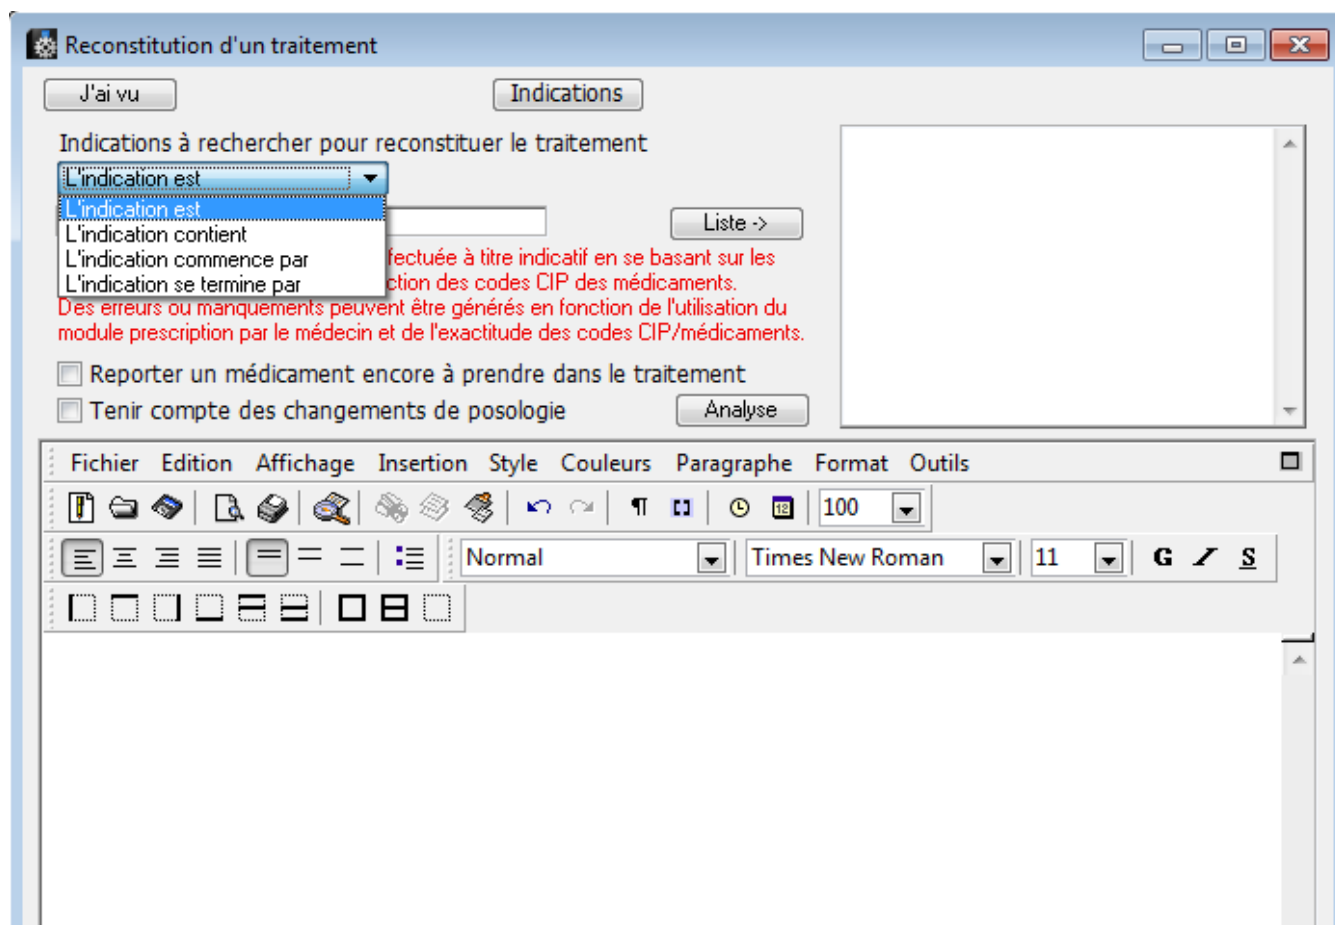 Reconstitution d'un traitement
J'ai vu
Indications
Indications à rechercher pour reconstituer le traitement
L'indication est
L'indication est
L'indication contient
L'indication commence par
L'indication se termine par
Liste ->
fectuée à titre indicatif en se basant sur les
ction des codes CIP des médicaments.
Des erreurs ou manquements peuvent être générés en fonction de l'utilisation du
module prescription par le médecin et de l'exactitude des codes CIP/médicaments.
Reporter un médicament encore à prendre dans le traitement
Tenir compte des changements de posologie
Analyse
Fichier Edition Affichage Insertion Style Couleurs Paragraphe Format Outils
12 100
Normal Times New Roman 11 G I S